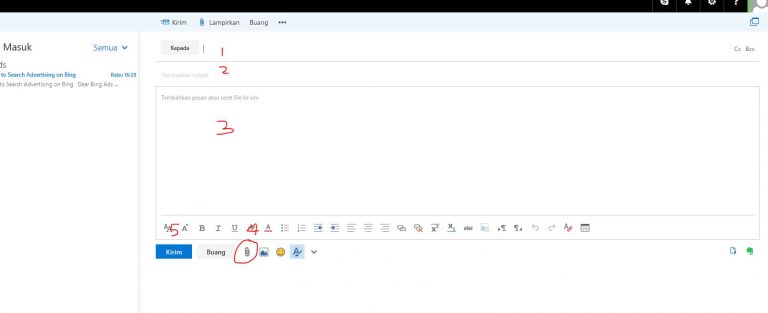 Kirim Lampirkan Buang
Masuk Semua
Kepada 1 Cc Bcc
ds 2
to Search Advertising on Bing Rabu 16:28
Tambahkan subjek
to Search Advertising on Bing Dear Bing Ads ...
Tambahkan pesan atau seret file ke sini
3
5 B I U 4 A abc
Kirim Buang